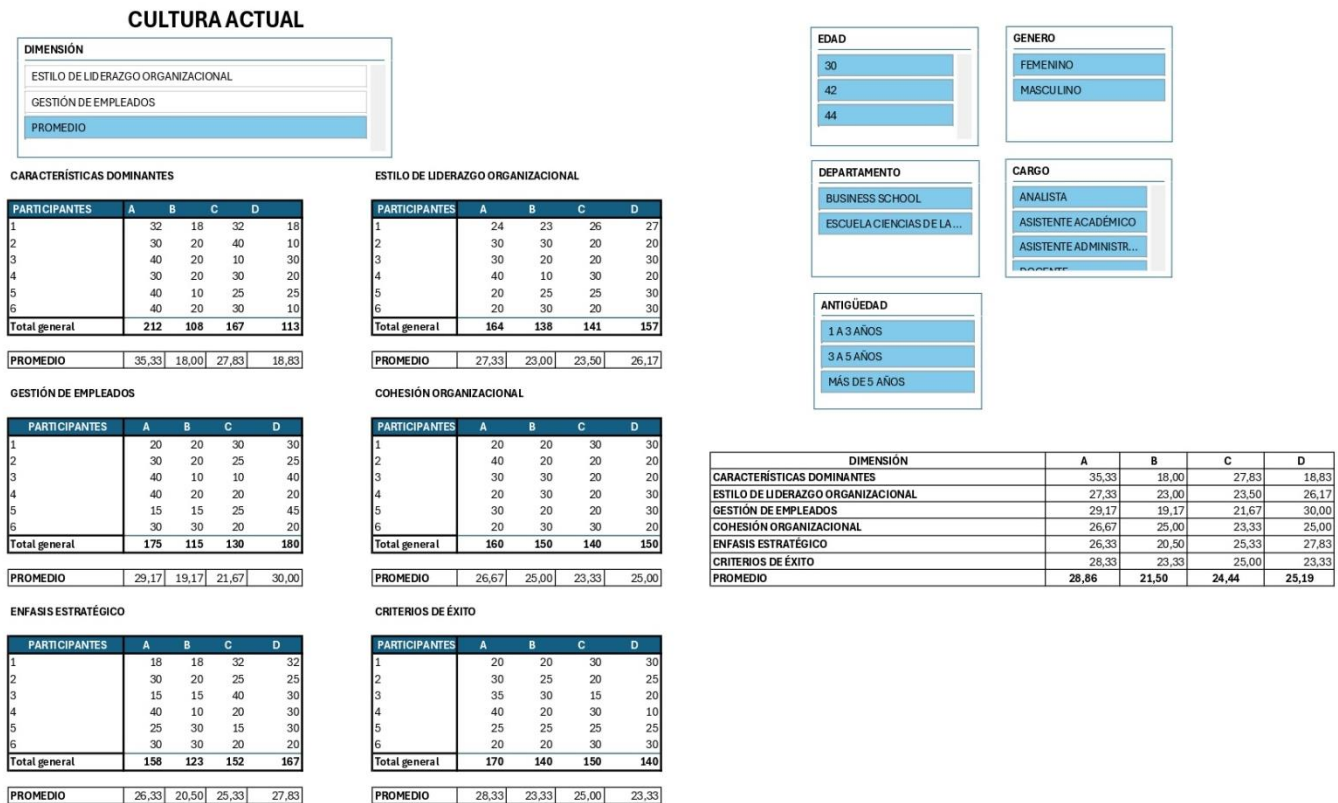 CULTURA ACTUAL
DIMENSIÓN
ESTILO DE LIDERAZGO ORGANIZACIONAL
GESTIÓN DE EMPLEADOS
PROMEDIO
CARACTERÍSTICAS DOMINANTES
PARTICIPANTES A B C D
1 32 18 32 18
2 30 20 40 10
3 40 20 10 30
4 30 20 30 20
5 40 10 25 25
6 40 20 30 10
Total general 212 108 167 113
PROMEDIO 35,33 18,00 27,83 18,83
ESTILO DE LIDERAZGO ORGANIZACIONAL
PARTICIPANTES A B C D
1 24 23 26 27
2 30 30 20 20
3 30 20 20 30
4 40 10 30 20
5 20 25 25 30
6 20 30 20 30
Total general 164 138 141 157
PROMEDIO 27,33 23,00 23,50 26,17
GESTIÓN DE EMPLEADOS
PARTICIPANTES A B C D
1 20 20 30 30
2 30 20 25 25
3 40 10 10 40
4 40 20 20 20
5 15 15 25 45
6 30 30 20 20
Total general 175 115 130 180
PROMEDIO 29,17 19,17 21,67 30,00
COHESIÓN ORGANIZACIONAL
PARTICIPANTES A B C D
1 20 20 30 30
2 40 20 20 20
3 30 30 20 20
4 20 30 20 30
5 30 20 20 30
6 20 30 30 20
Total general 160 150 140 150
PROMEDIO 26,67 25,00 23,33 25,00
ENFASIS ESTRATÉGICO
PARTICIPANTES A B C D
1 18 18 32 32
2 30 20 25 25
3 15 15 40 30
4 40 10 20 30
5 25 30 15 30
6 30 30 20 20
Total general 158 123 152 167
PROMEDIO 26,33 20,50 25,33 27,83
CRITERIOS DE ÉXITO
PARTICIPANTES A B C D
1 20 20 30 30
2 30 25 20 25
3 35 30 15 20
4 40 20 30 10
5 25 25 25 25
6 20 20 30 30
Total general 170 140 150 140
PROMEDIO 28,33 23,33 25,00 23,33
EDAD
30
42
44
GENERO
FEMENINO
MASCULINO
DEPARTAMENTO
BUSINESS SCHOOL
ESCUELA CIENCIAS DE LA ...
CARGO
ANALISTA
ASISTENTE ACADÉMICO
ASISTENTE ADMINISTR...
DOCENTE
ANTIGÜEDAD
1 A 3 AÑOS
3 A 5 AÑOS
MÁS DE 5 AÑOS
DIMENSIÓN A B C D
CARACTERÍSTICAS DOMINANTES 35,33 18,00 27,83 18,83
ESTILO DE LIDERAZGO ORGANIZACIONAL 27,33 23,00 23,50 26,17
GESTIÓN DE EMPLEADOS 29,17 19,17 21,67 30,00
COHESIÓN ORGANIZACIONAL 26,67 25,00 23,33 25,00
ENFASIS ESTRATÉGICO 26,33 20,50 25,33 27,83
CRITERIOS DE ÉXITO 28,33 23,33 25,00 23,33
PROMEDIO 28,86 21,50 24,44 25,19